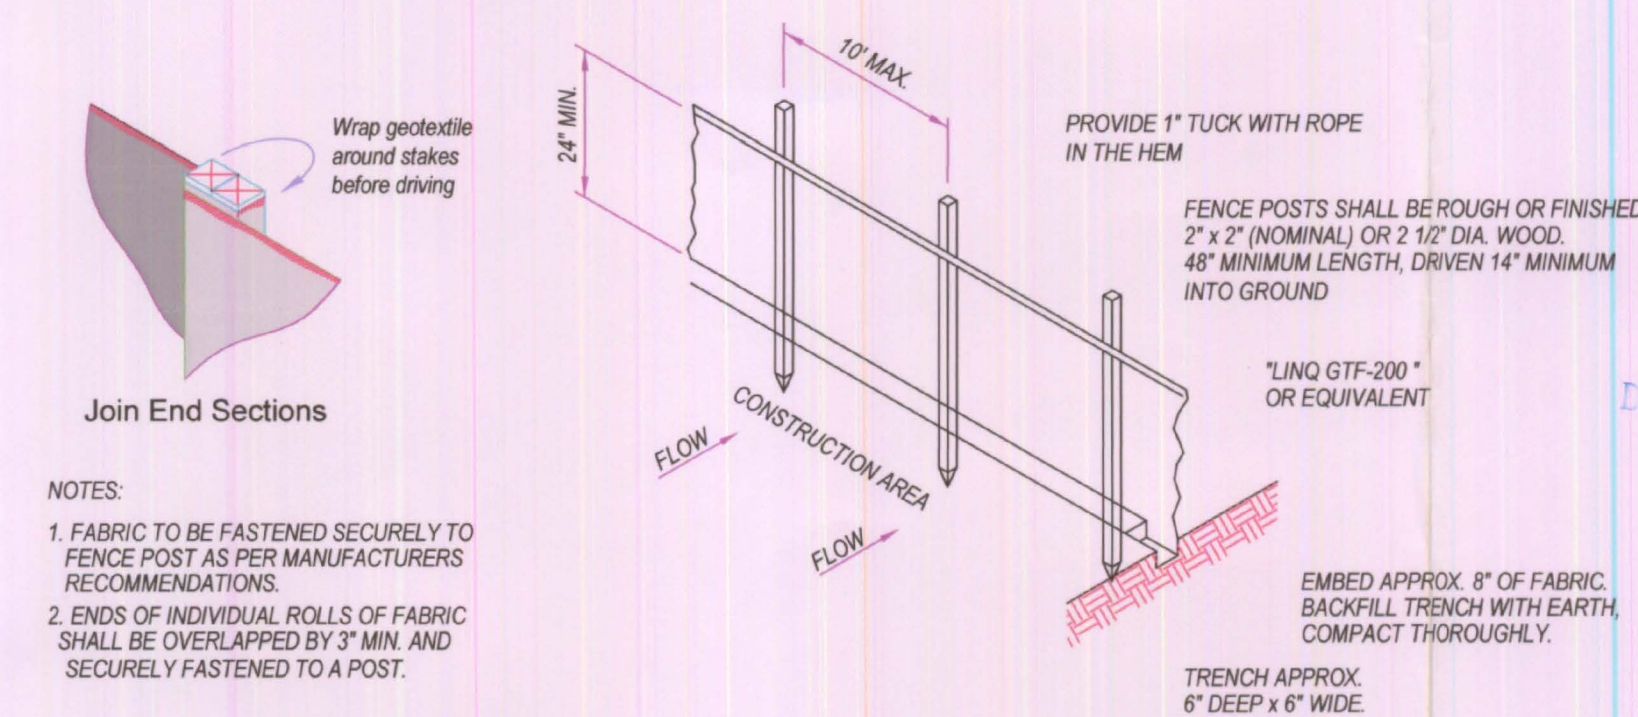 Wrap geotextile
around stakes
before driving
Join End Sections
NOTES:
1. FABRIC TO BE FASTENED SECURELY TO
FENCE POST AS PER MANUFACTURERS
RECOMMENDATIONS.
2. ENDS OF INDIVIDUAL ROLLS OF FABRIC
SHALL BE OVERLAPPED BY 3" MIN. AND
SECURELY FASTENED TO A POST.
24" MIN.
10' MAX.
FLOW
CONSTRUCTION AREA
FLOW
PROVIDE 1" TUCK WITH ROPE
IN THE HEM
FENCE POSTS SHALL BE ROUGH OR FINISHED
2" x 2" (NOMINAL) OR 2 1/2" DIA. WOOD.
48" MINIMUM LENGTH, DRIVEN 14" MINIMUM
INTO GROUND
"LINQ GTF-200 "
OR EQUIVALENT
EMBED APPROX. 8" OF FABRIC.
BACKFILL TRENCH WITH EARTH,
COMPACT THOROUGHLY.
TRENCH APPROX.
6" DEEP x 6" WIDE.